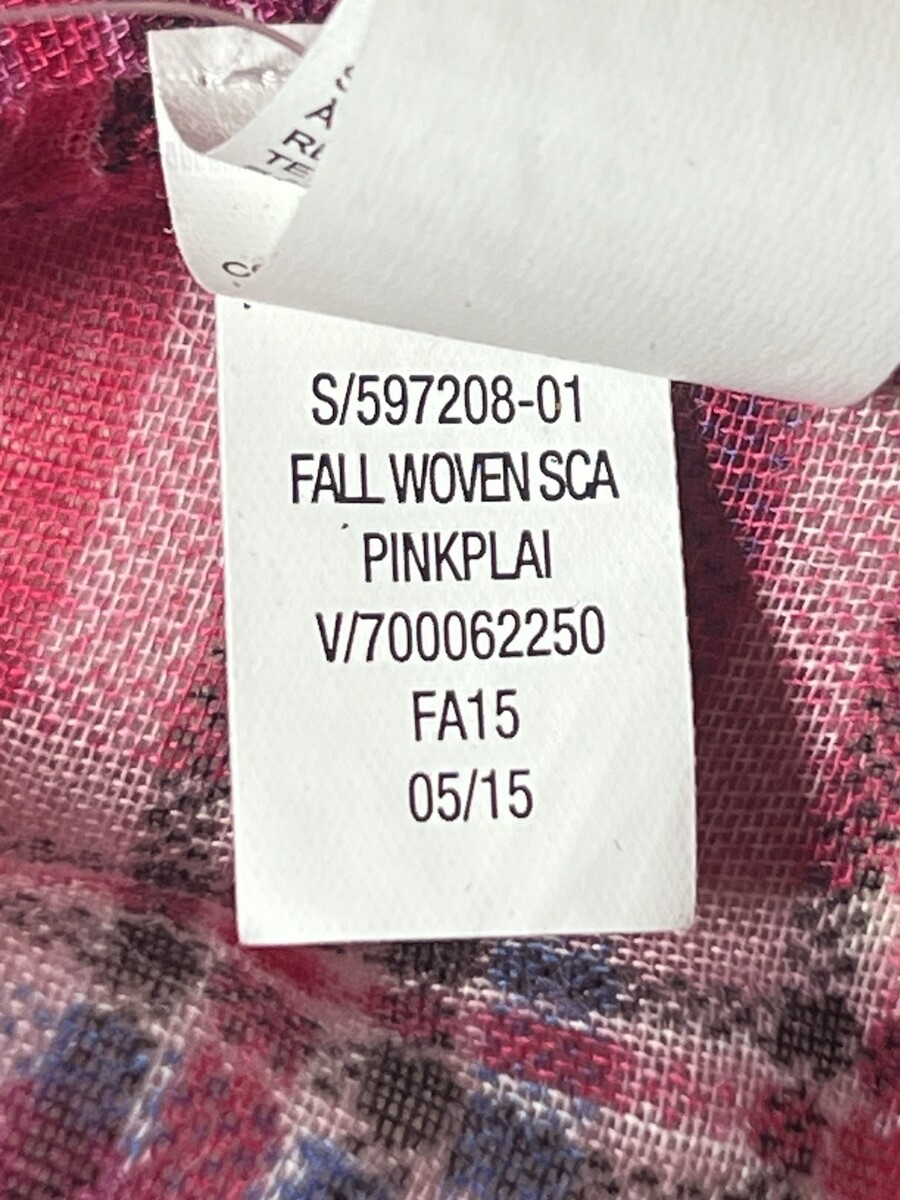 S/597208-01
FALL WOVEN SCA
PINKPLAI
V/700062250
FA15
05/15